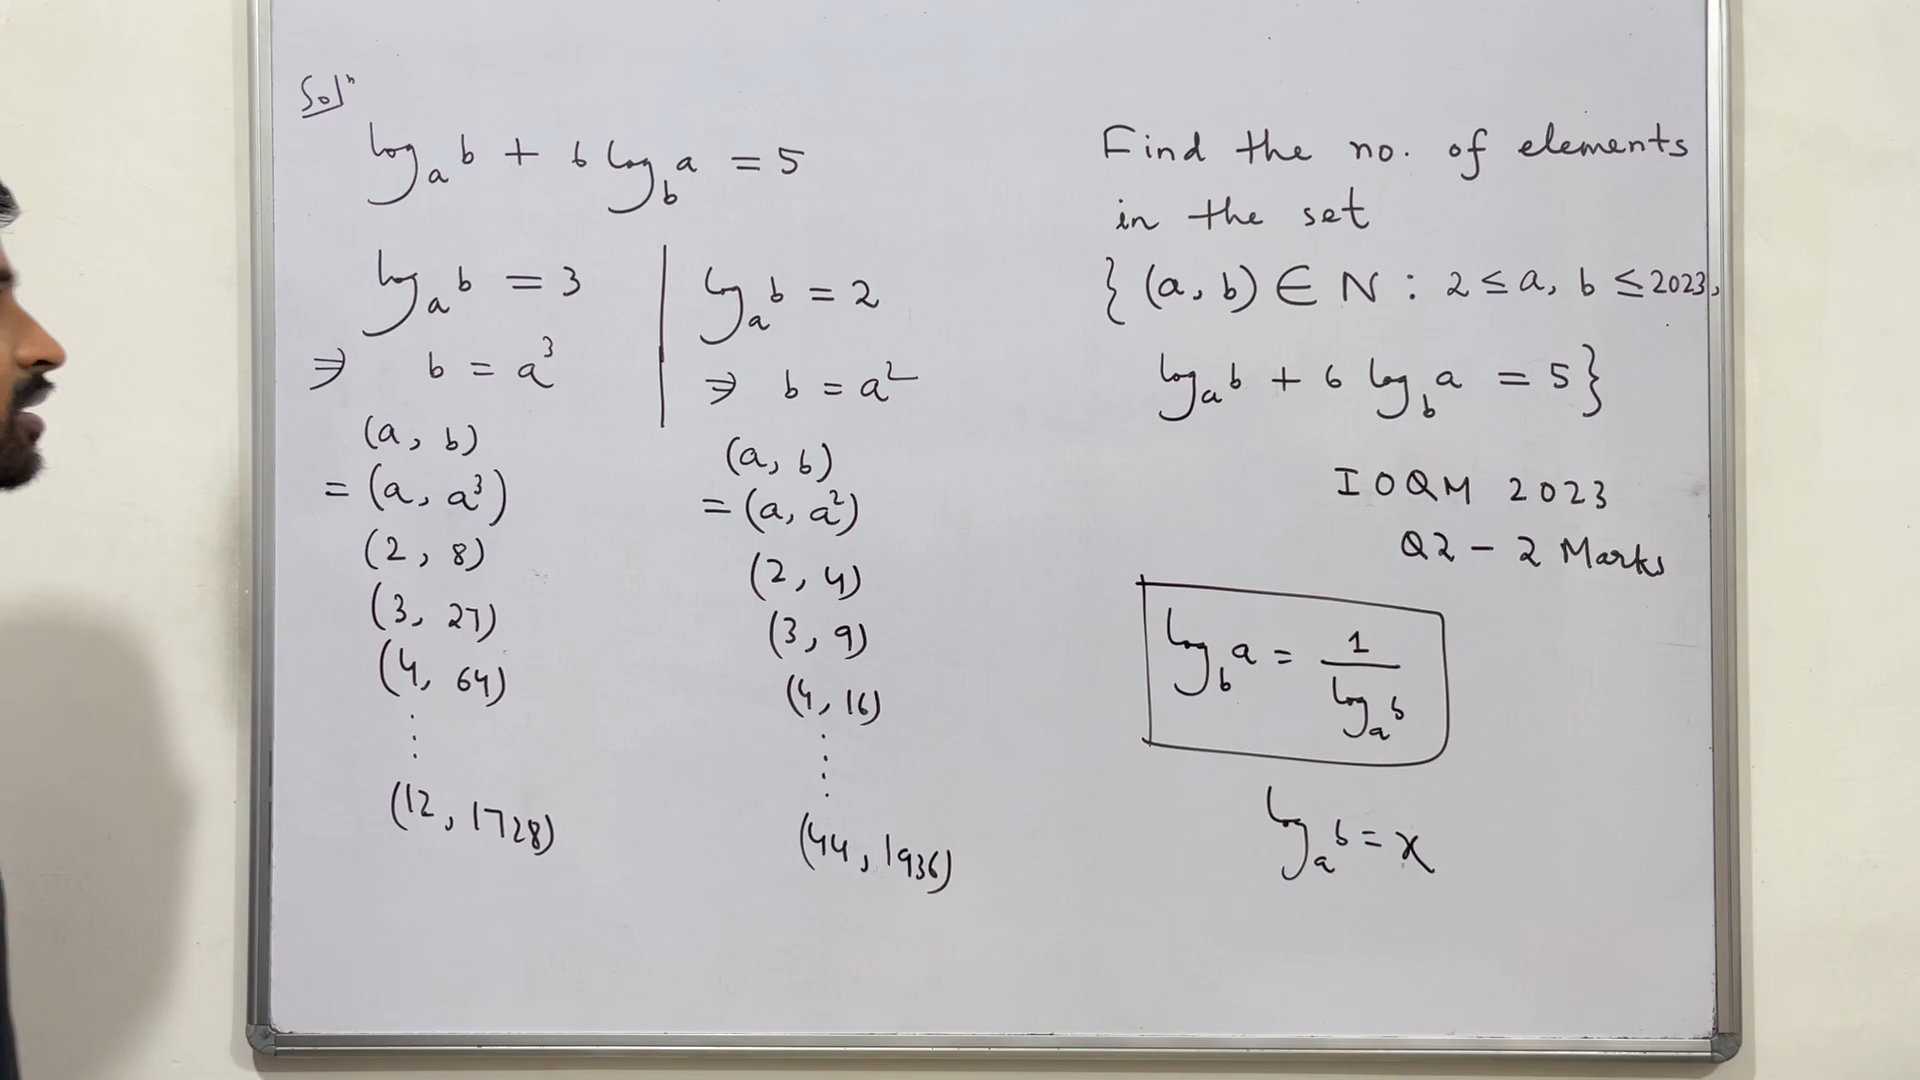 Solⁿ
log_a b + 6 log_b a = 5
log_a b = 3
⇒ b = a³
(a, b)
= (a, a³)
(2, 8)
(3, 27)
(4, 64)
⋮
(12, 1728)
log_a b = 2
⇒ b = a²
(a, b)
= (a, a²)
(2, 4)
(3, 9)
(4, 16)
⋮
(44, 1936)
Find the no. of elements
in the set
{(a, b) ∈ N : 2 ≤ a, b ≤ 2023,
log_a b + 6 log_b a = 5}
IOQM 2023
Q2 - 2 Marks
log_b a = 1 / log_a b
log_a b = x